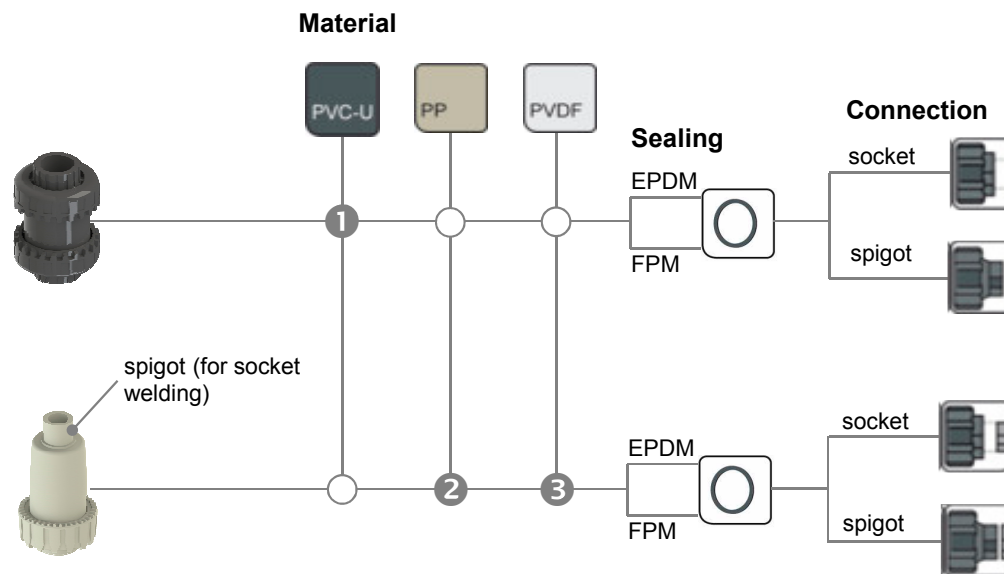 Material
PVC-U
PP
PVDF
Sealing
Connection
EPDM
socket
1
FPM
spigot
spigot (for socket
welding)
EPDM
socket
2
3
FPM
spigot